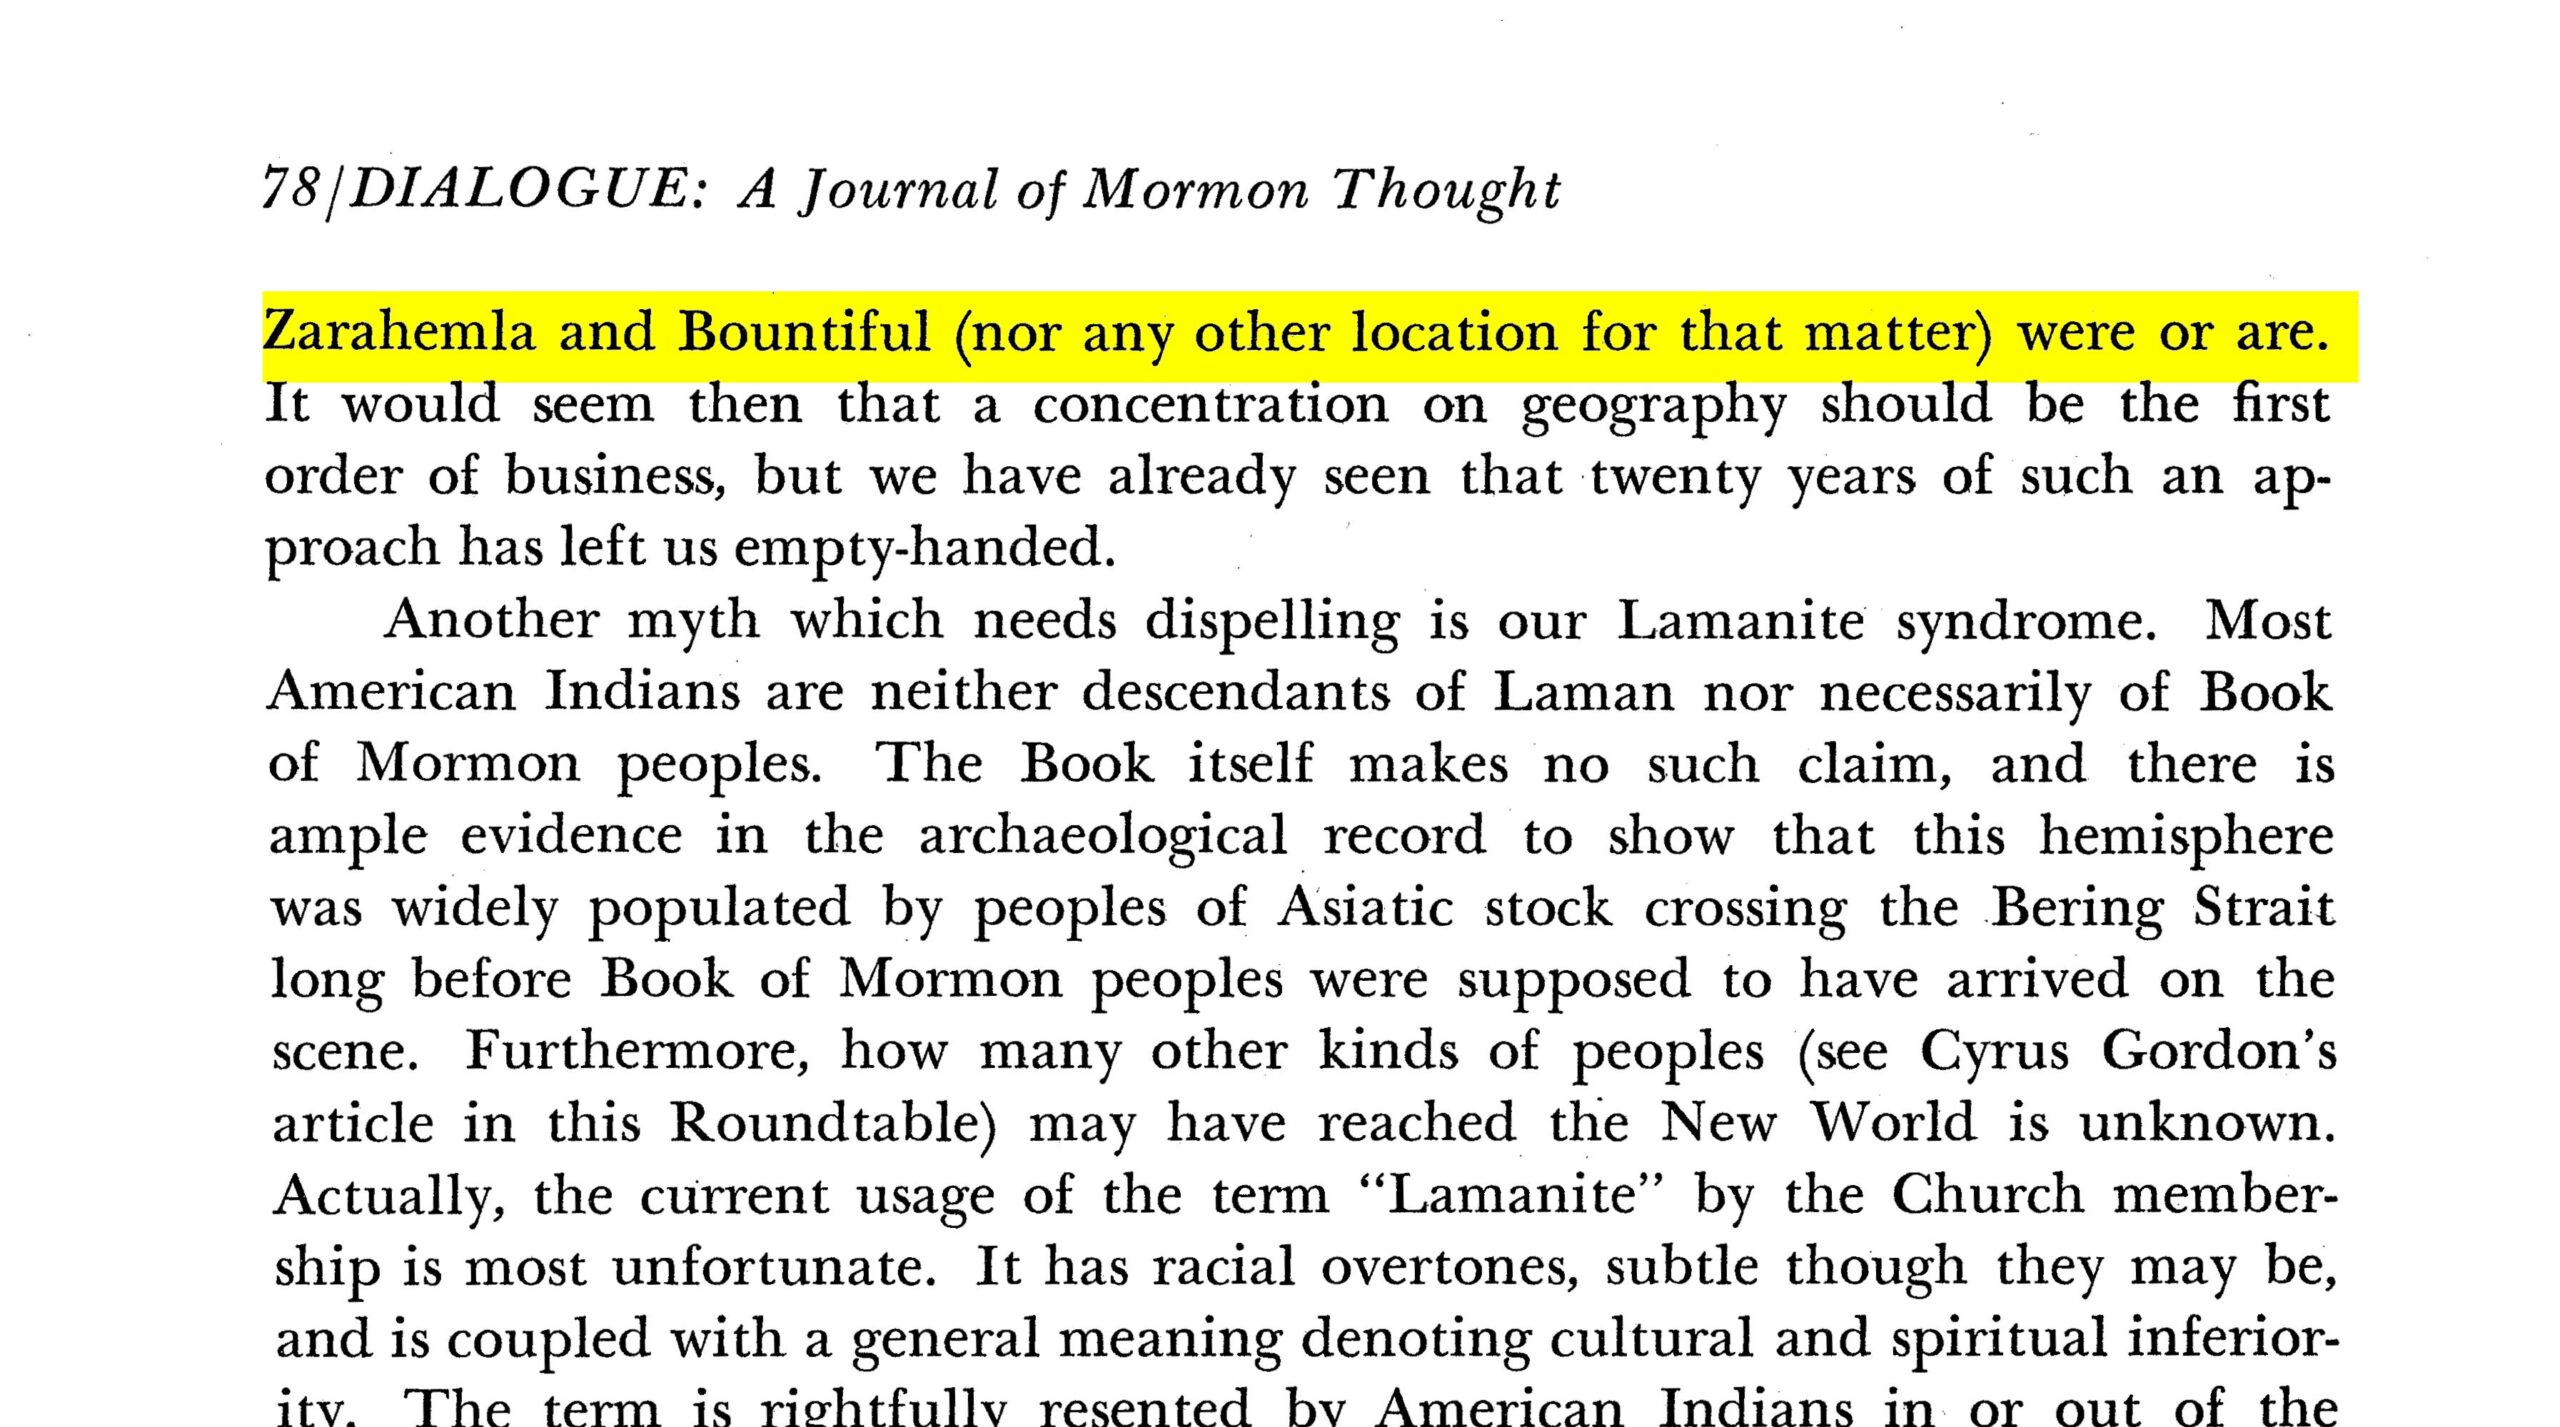 78/DIALOGUE: A Journal of Mormon Thought
Zarahemla and Bountiful (nor any other location for that matter) were or are.
It would seem then that a concentration on geography should be the first
order of business, but we have already seen that twenty years of such an ap-
proach has left us empty-handed.
Another myth which needs dispelling is our Lamanite syndrome. Most
American Indians are neither descendants of Laman nor necessarily of Book
of Mormon peoples. The Book itself makes no such claim, and there is
ample evidence in the archaeological record to show that this hemisphere
was widely populated by peoples of Asiatic stock crossing the Bering Strait
long before Book of Mormon peoples were supposed to have arrived on the
scene. Furthermore, how many other kinds of peoples (see Cyrus Gordon's
article in this Roundtable) may have reached the New World is unknown.
Actually, the current usage of the term “Lamanite” by the Church member-
ship is most unfortunate. It has racial overtones, subtle though they may be,
and is coupled with a general meaning denoting cultural and spiritual inferior-
ity. The term is rightfully resented by American Indians in or out of the